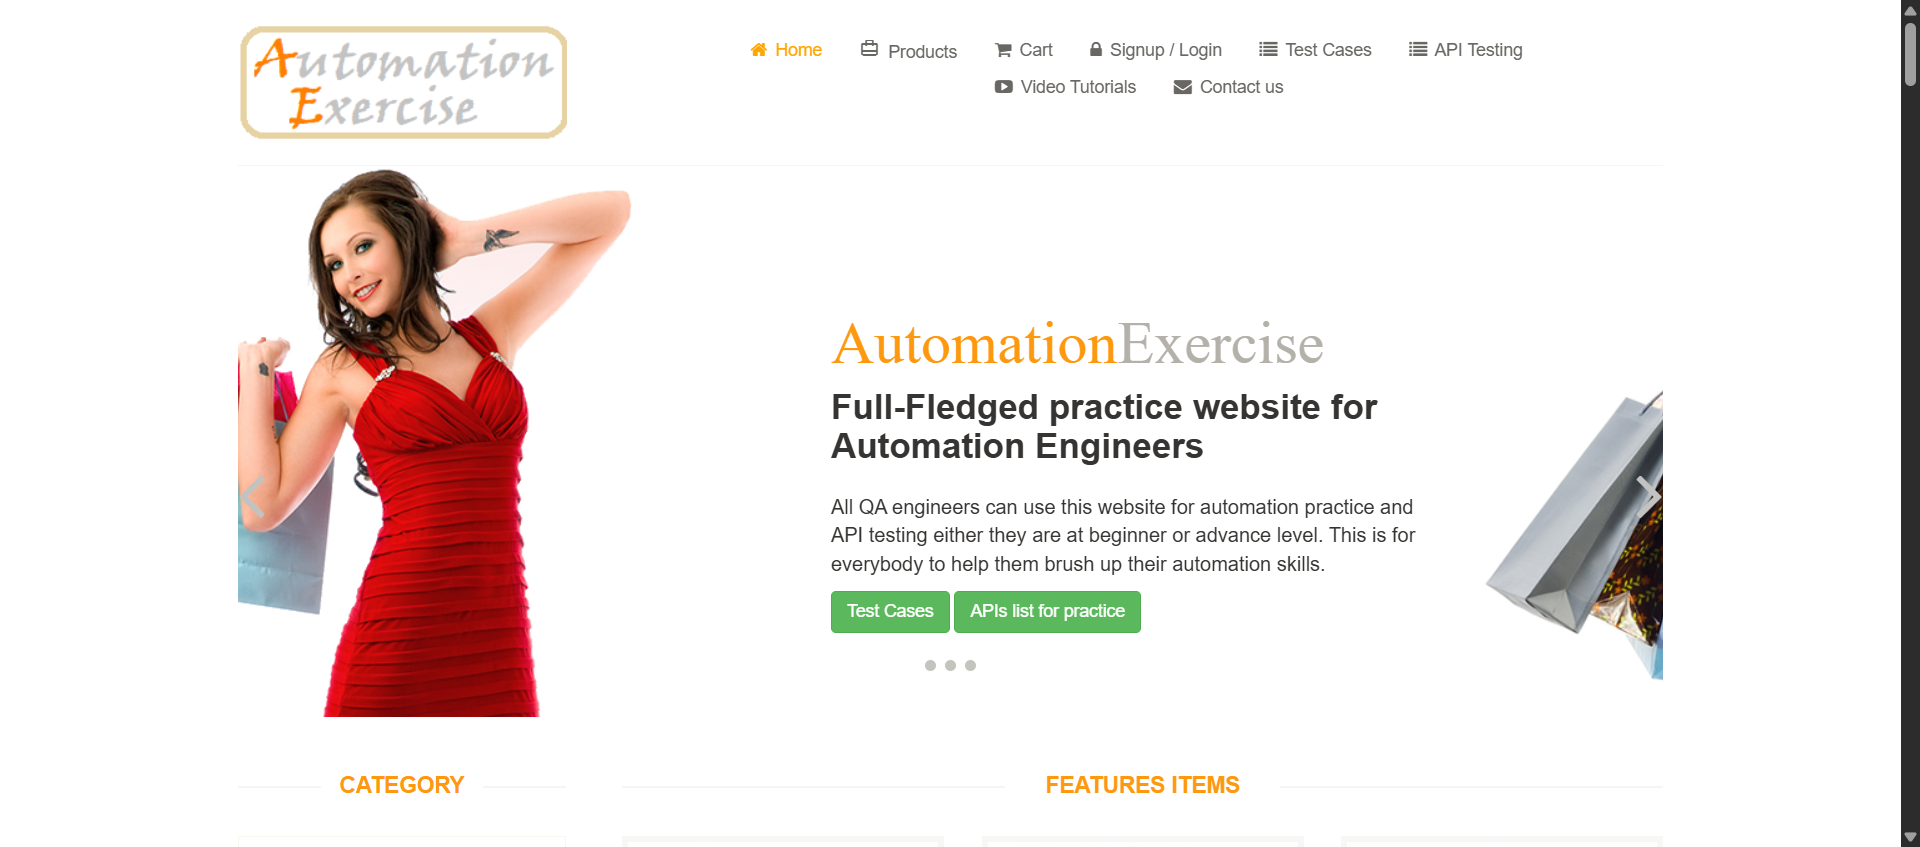 Automation
Exercise
Home Products Cart Signup / Login Test Cases API Testing
Video Tutorials Contact us
AutomationExercise
Full-Fledged practice website for
Automation Engineers
All QA engineers can use this website for automation practice and
API testing either they are at beginner or advance level. This is for
everybody to help them brush up their automation skills.
Test Cases APIs list for practice
CATEGORY FEATURES ITEMS